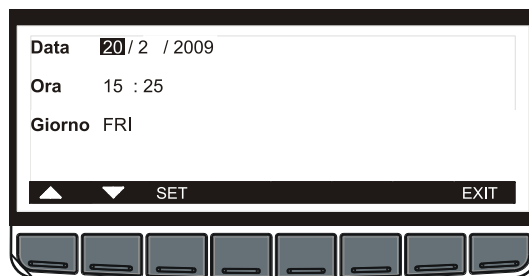 Data 20 / 2 / 2009
Ora 15 : 25
Giorno FRI
SET EXIT